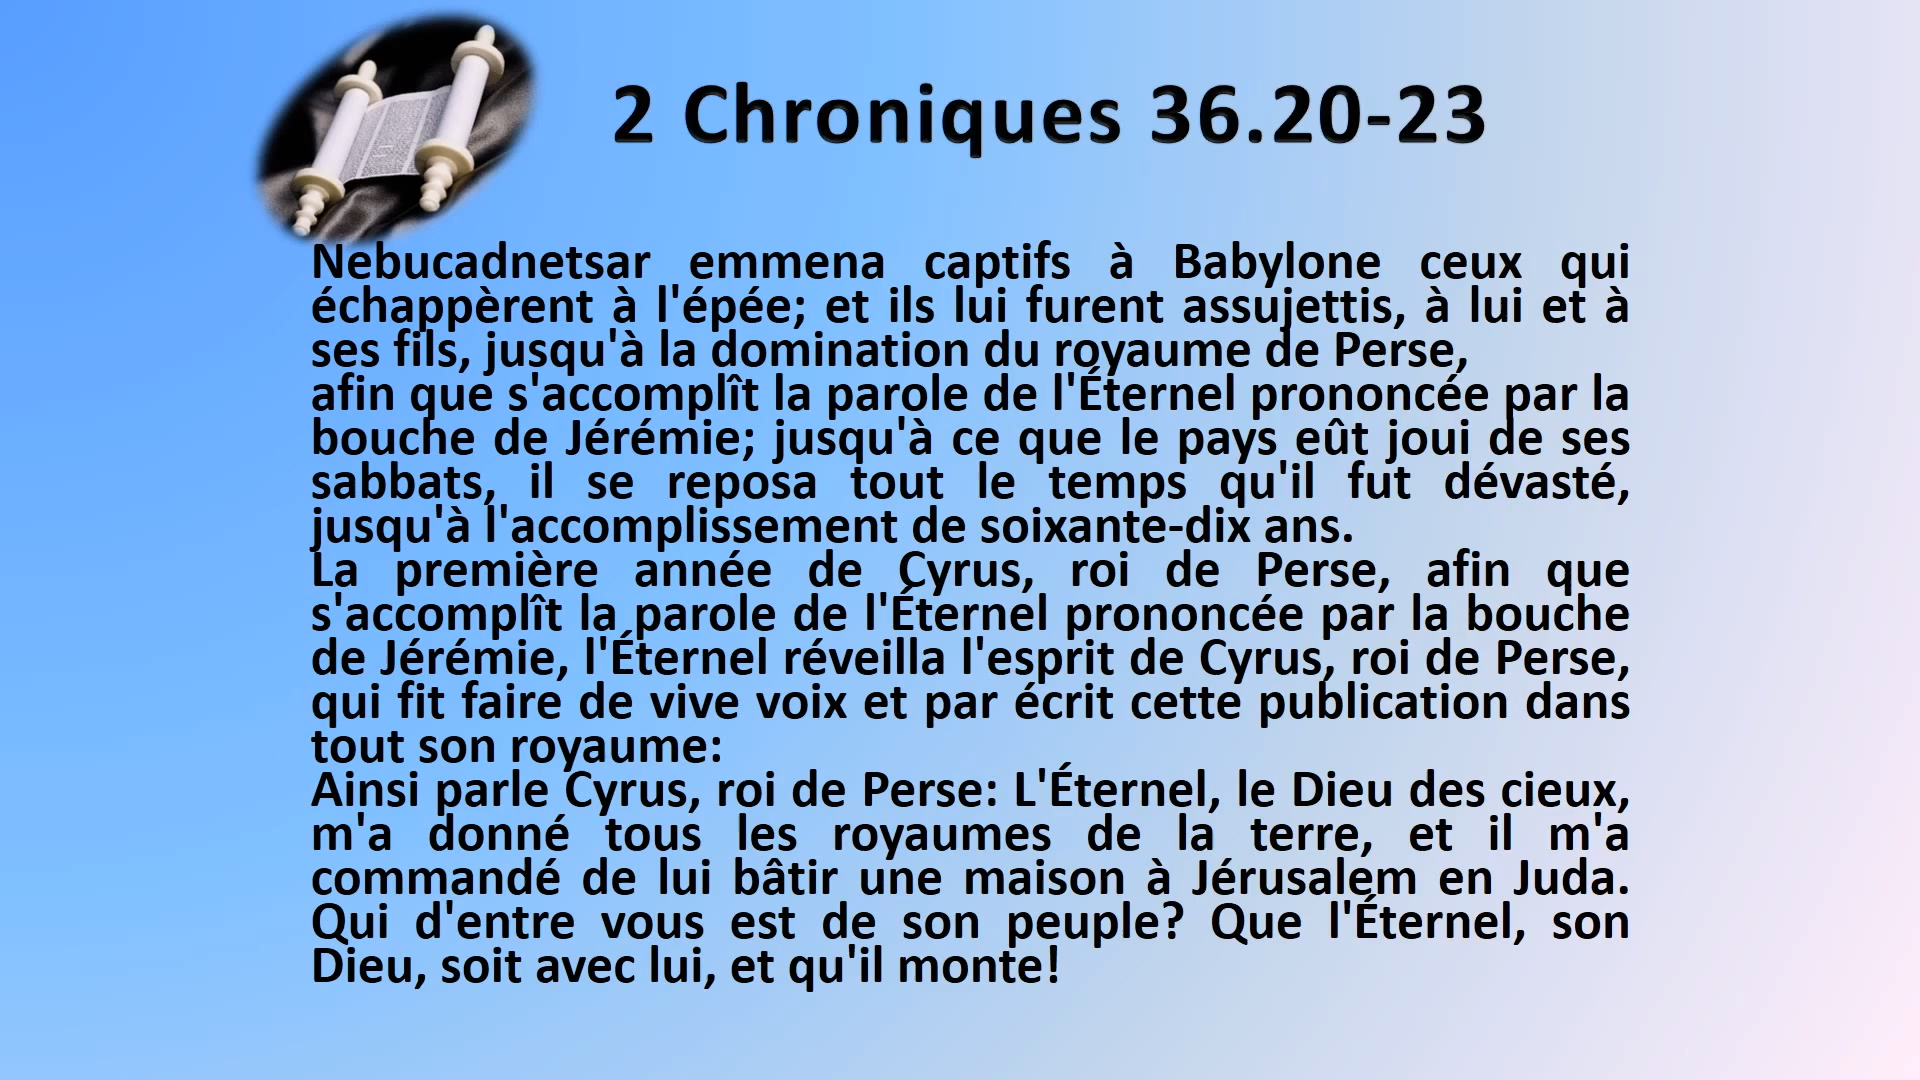 2 Chroniques 36.20-23
Nebucadnetsar emmena captifs à Babylone ceux qui
échappèrent à l'épée; et ils lui furent assujettis, à lui et à
ses fils, jusqu'à la domination du royaume de Perse,
afin que s'accomplît la parole de l'Éternel prononcée par la
bouche de Jérémie; jusqu'à ce que le pays eût joui de ses
sabbats, il se reposa tout le temps qu'il fut dévasté,
jusqu'à l'accomplissement de soixante-dix ans.
La première année de Cyrus, roi de Perse, afin que
s'accomplît la parole de l'Éternel prononcée par la bouche
de Jérémie, l'Éternel réveilla l'esprit de Cyrus, roi de Perse,
qui fit faire de vive voix et par écrit cette publication dans
tout son royaume:
Ainsi parle Cyrus, roi de Perse: L'Éternel, le Dieu des cieux,
m'a donné tous les royaumes de la terre, et il m'a
commandé de lui bâtir une maison à Jérusalem en Juda.
Qui d'entre vous est de son peuple? Que l'Éternel, son
Dieu, soit avec lui, et qu'il monte!